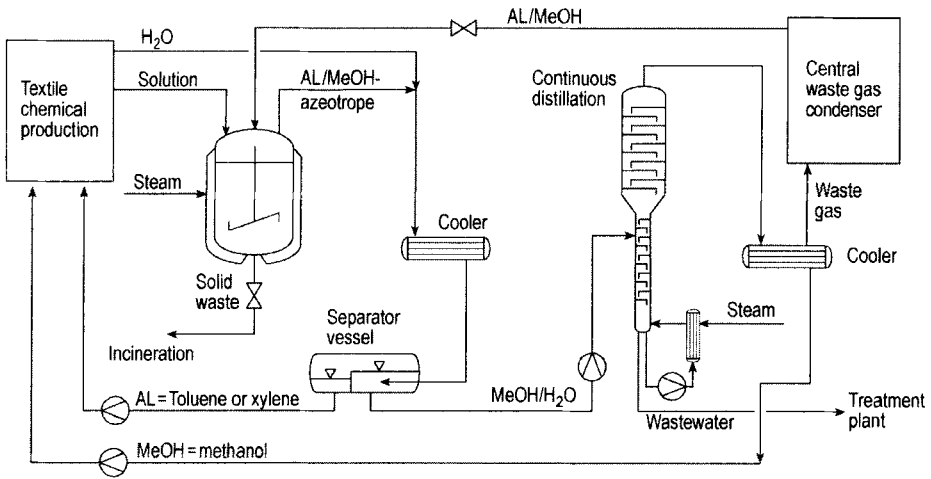 AL/MeOH
H₂O
Textile
chemical
production
Solution
AL/MeOH-
azeotrope
Continuous
distillation
Central
waste gas
condenser
Steam
Waste
gas
Cooler
Cooler
Solid
waste
Steam
Incineration
Separator
vessel
AL=Toluene or xylene
MeOH/H₂O
Wastewater
Treatment
plant
MeOH=methanol